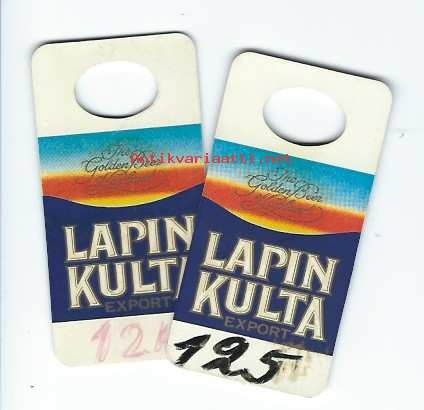 The
Golden Beer
LAPIN
KULTA
EXPORT
12
The
Golden Beer
LAPIN
KULTA
EXPORT
125
Antikvariaatti.net